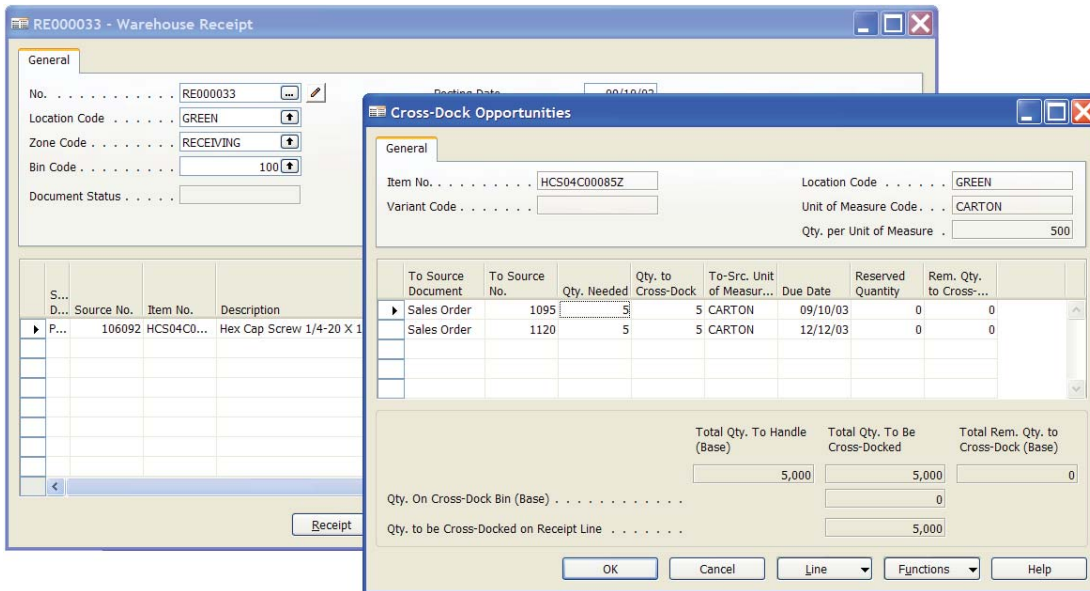 RE000033 - Warehouse Receipt
General
No. . . . . . . . . . . . . RE000033 ...
Location Code . . . . . . GREEN
Zone Code . . . . . . . . RECEIVING
Bin Code . . . . . . . . . 100
Document Status . . . . .
S...
D... Source No. Item No. Description
P... 106092 HCS04C0... Hex Cap Screw 1/4-20 X 1
Receipt
Cross-Dock Opportunities
General
Item No. . . . . . . . . . . HCS04C00085Z
Variant Code . . . . . . .
Location Code . . . . . . GREEN
Unit of Measure Code. . . CARTON
Qty. per Unit of Measure . 500
To Source Document To Source No. Qty. Needed Qty. to Cross-Dock To-Src. Unit of Measur... Due Date Reserved Quantity Rem. Qty. to Cross-...
Sales Order 1095 5 5 CARTON 09/10/03 0 0
Sales Order 1120 5 5 CARTON 12/12/03 0 0
Total Qty. To Handle (Base) Total Qty. To Be Cross-Docked Total Rem. Qty. to Cross-Dock (Base)
5,000 5,000 0
Qty. On Cross-Dock Bin (Base) . . . . . . . . . . . . . 0
Qty. to be Cross-Docked on Receipt Line . . . . . . . 5,000
OK Cancel Line Functions Help